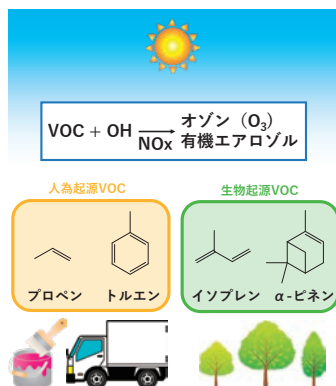 VOC + OH → NOx オゾン（O₃）
有機エアロゾル
人為起源VOC
生物起源VOC
プロペン
トルエン
イソプレン
α-ピネン